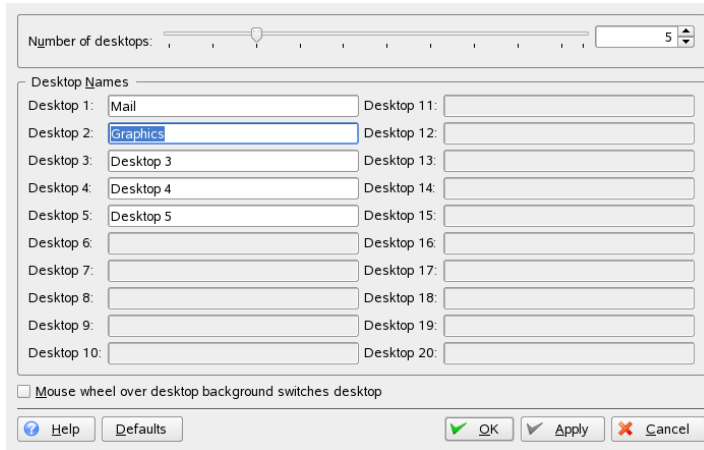 Number of desktops: 5
Desktop Names
Desktop 1: Mail Desktop 11:
Desktop 2: Graphics Desktop 12:
Desktop 3: Desktop 3 Desktop 13:
Desktop 4: Desktop 4 Desktop 14:
Desktop 5: Desktop 5 Desktop 15:
Desktop 6: Desktop 16:
Desktop 7: Desktop 17:
Desktop 8: Desktop 18:
Desktop 9: Desktop 19:
Desktop 10: Desktop 20:
Mouse wheel over desktop background switches desktop
Help Defaults OK Apply Cancel